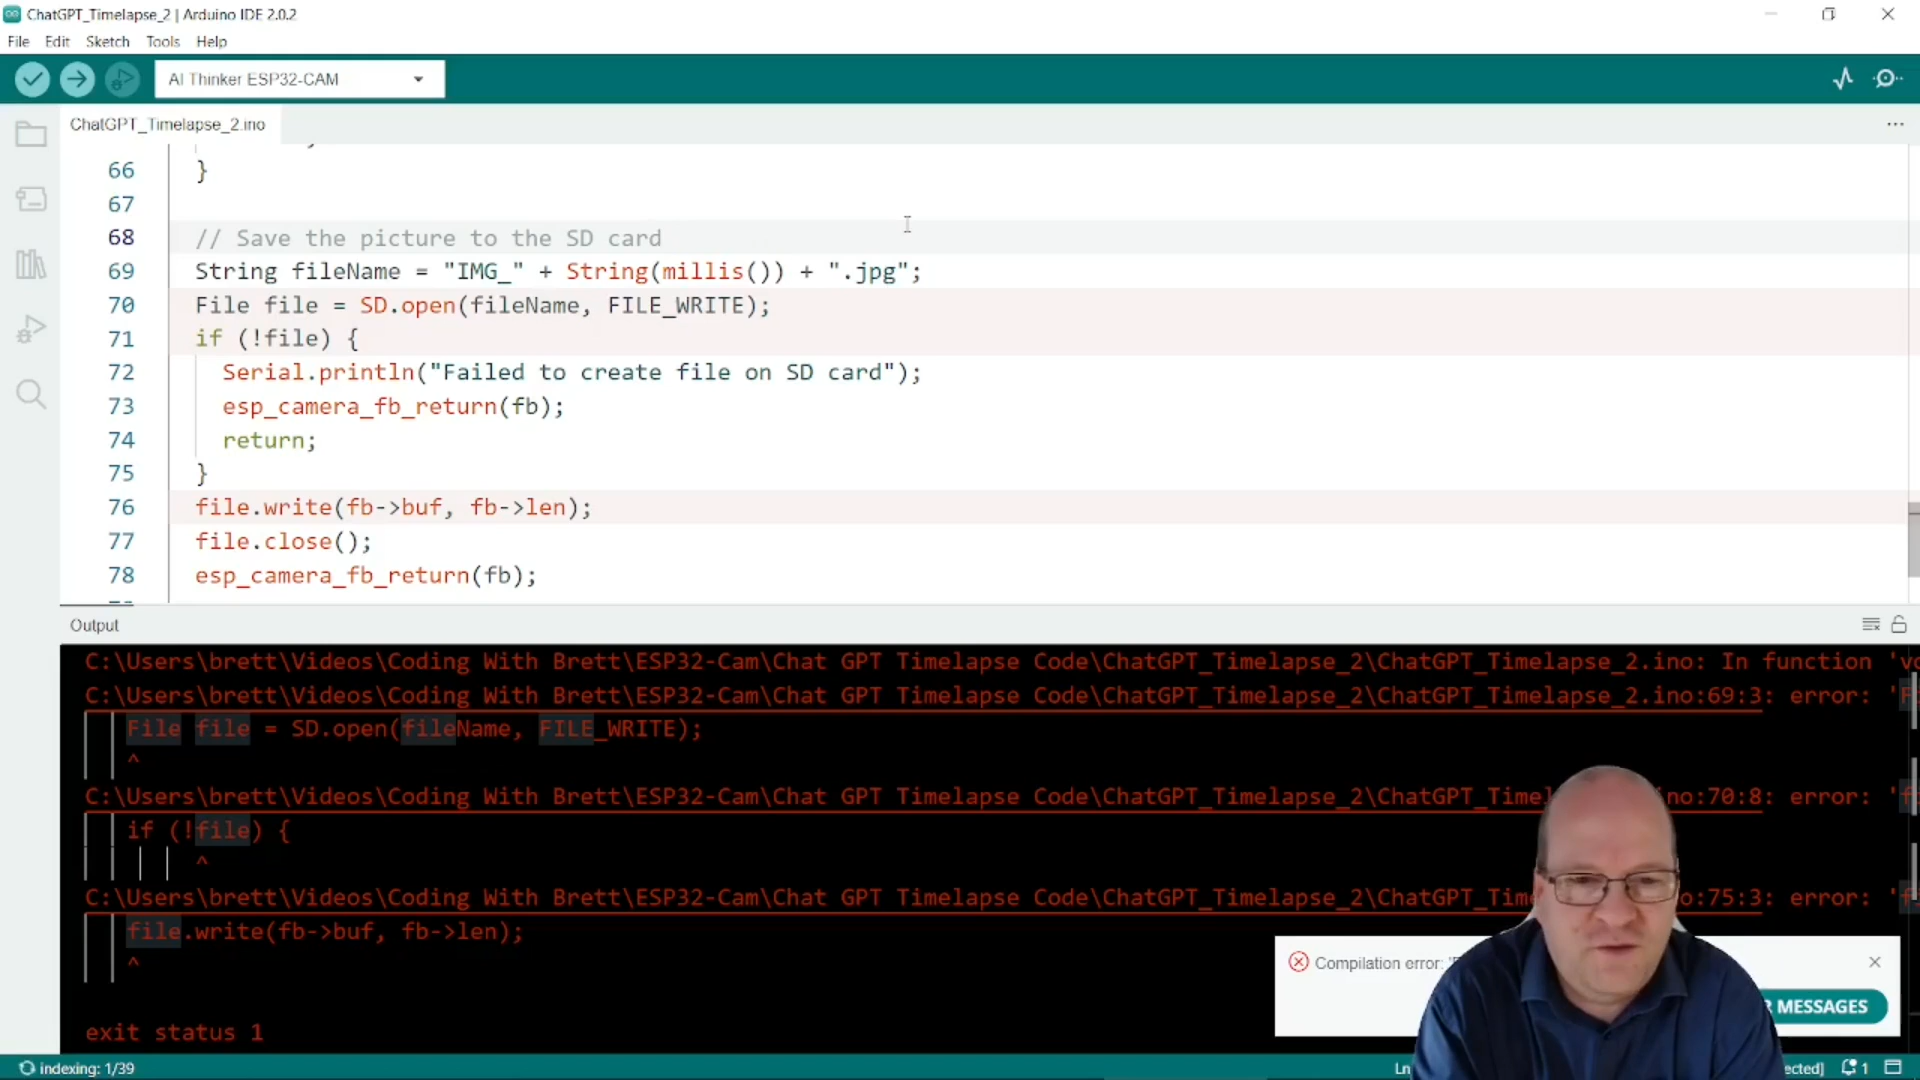 ChatGPT_Timelapse_2 | Arduino IDE 2.0.2
File Edit Sketch Tools Help
AI Thinker ESP32-CAM
ChatGPT_Timelapse_2.ino
66 }
67
68 // Save the picture to the SD card
69 String fileName = "IMG_" + String(millis()) + ".jpg";
70 File file = SD.open(fileName, FILE_WRITE);
71 if (!file) {
72 Serial.println("Failed to create file on SD card");
73 esp_camera_fb_return(fb);
74 return;
75 }
76 file.write(fb->buf, fb->len);
77 file.close();
78 esp_camera_fb_return(fb);
Output
C:\Users\brett\Videos\Coding With Brett\ESP32-Cam\Chat GPT Timelapse Code\ChatGPT_Timelapse_2\ChatGPT_Timelapse_2.ino: In function
C:\Users\brett\Videos\Coding With Brett\ESP32-Cam\Chat GPT Timelapse Code\ChatGPT_Timelapse_2\ChatGPT_Timelapse_2.ino:69:3: error:
File file = SD.open(fileName, FILE_WRITE);
^
C:\Users\brett\Videos\Coding With Brett\ESP32-Cam\Chat GPT Timelapse Code\ChatGPT_Timelapse_2\ChatGPT_Time no:70:8: error:
if (!file) {
^
C:\Users\brett\Videos\Coding With Brett\ESP32-Cam\Chat GPT Timelapse Code\ChatGPT_Timelapse_2\ChatGPT_Time o:75:3: error:
file.write(fb->buf, fb->len);
^
Compilation error:
MESSAGES
exit status 1
indexing: 1/39
Ln
ected] 1